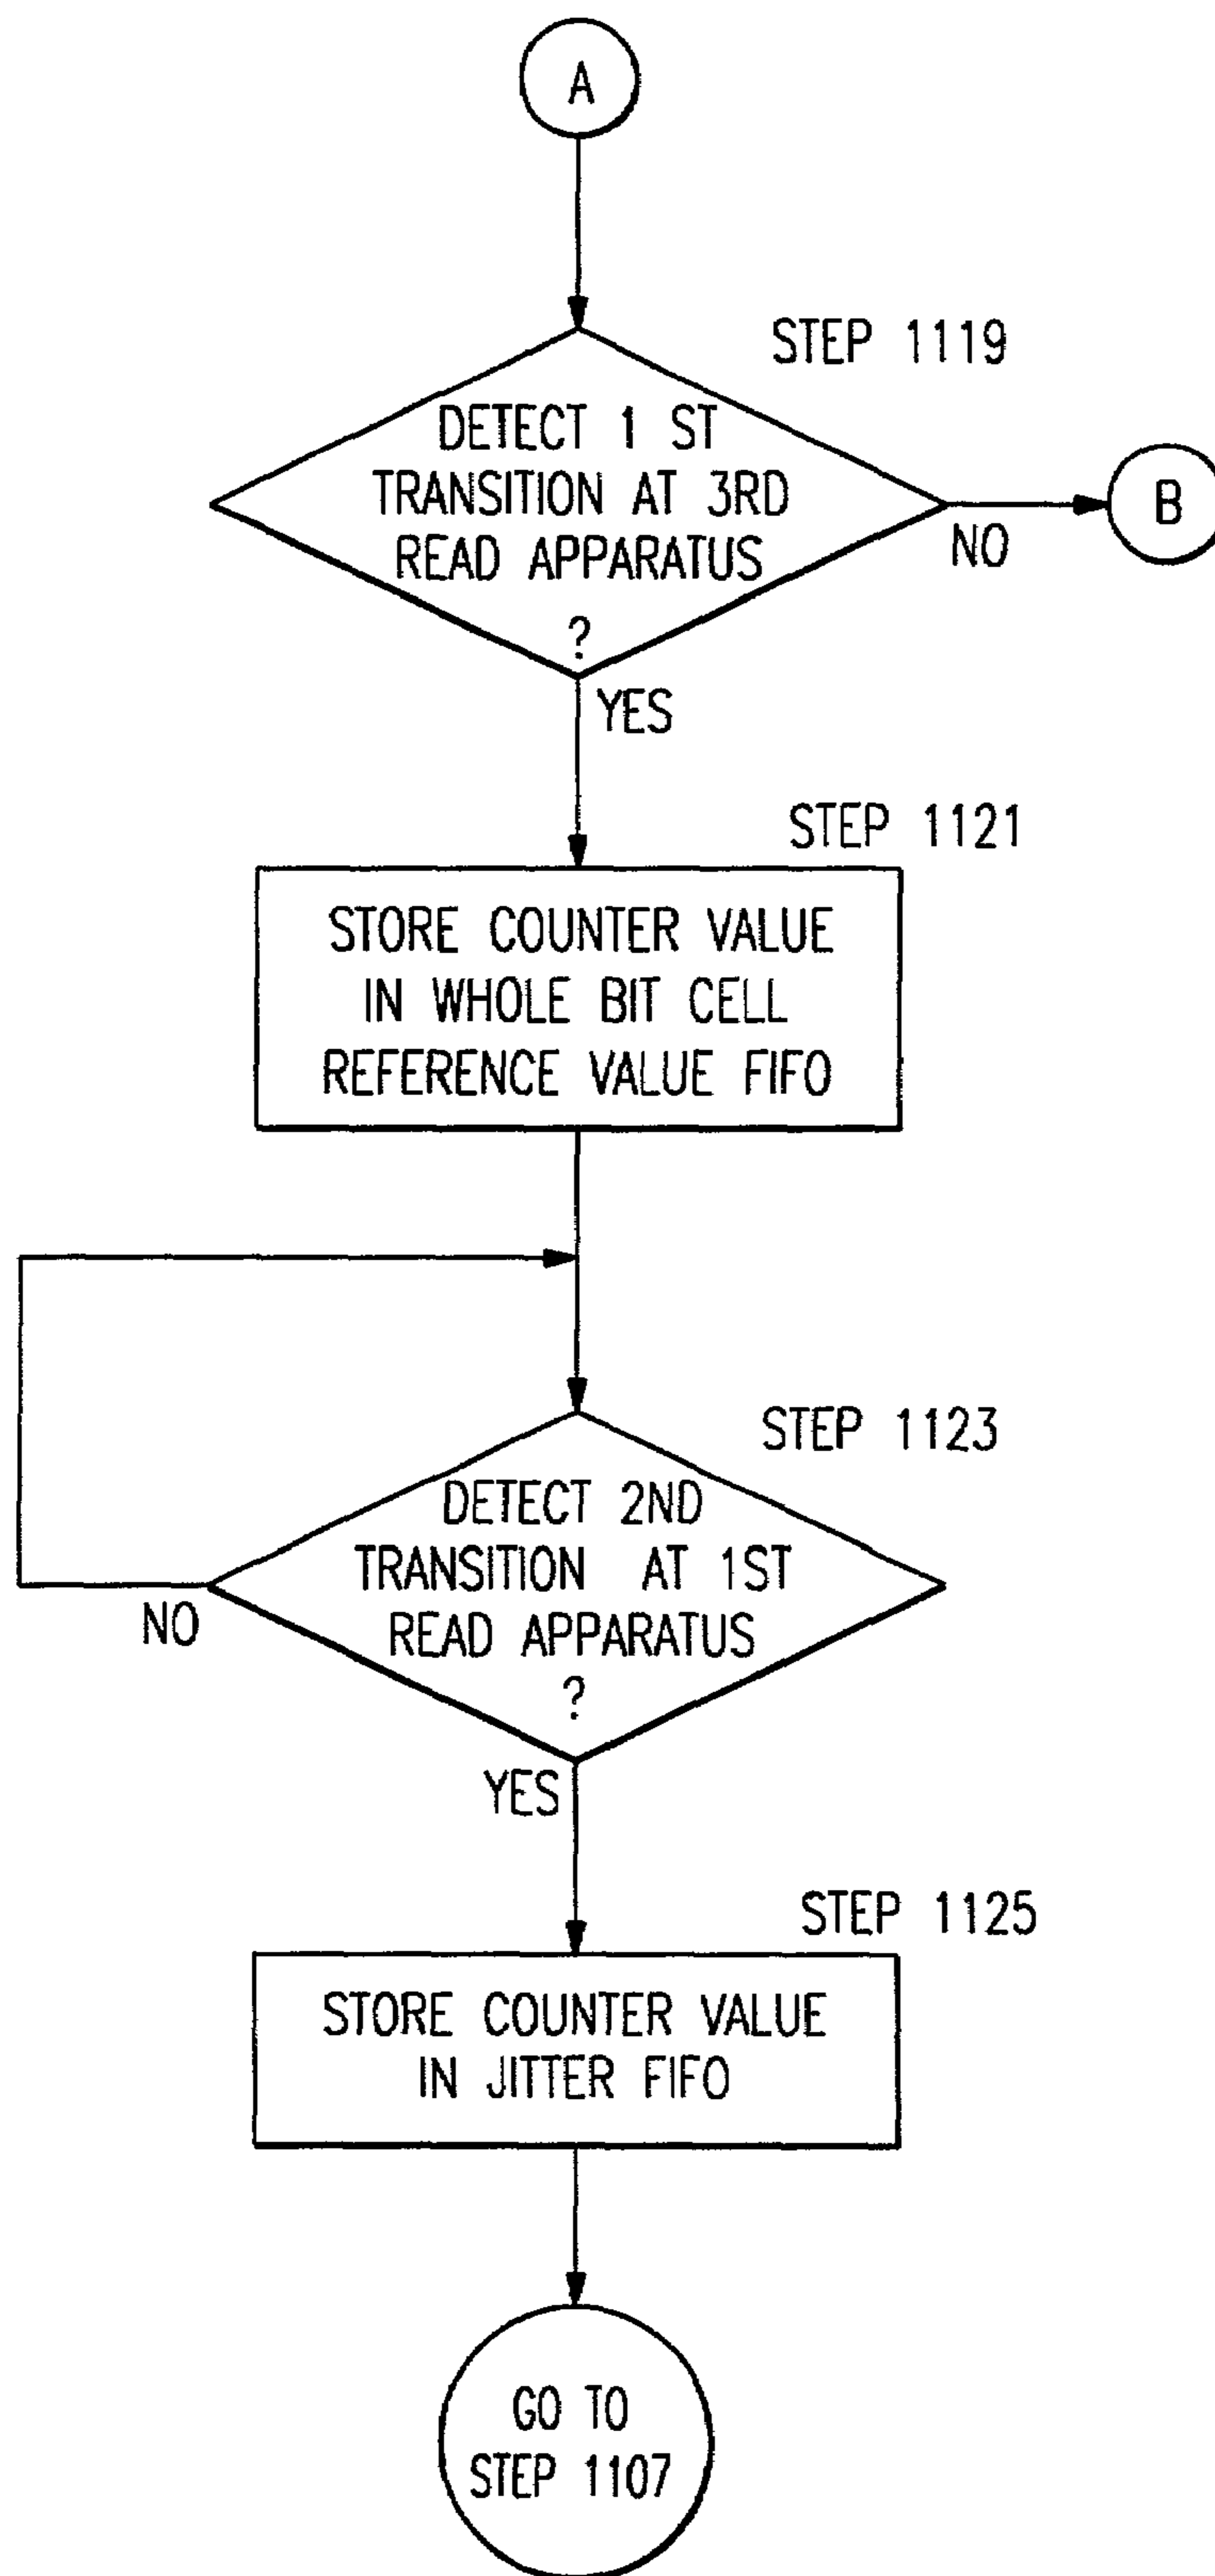 A
STEP 1119
DETECT 1 ST
TRANSITION AT 3RD
READ APPARATUS
?
NO
B
YES
STEP 1121
STORE COUNTER VALUE
IN WHOLE BIT CELL
REFERENCE VALUE FIFO
STEP 1123
DETECT 2ND
TRANSITION AT 1ST
READ APPARATUS
?
NO
YES
STEP 1125
STORE COUNTER VALUE
IN JITTER FIFO
GO TO
STEP 1107